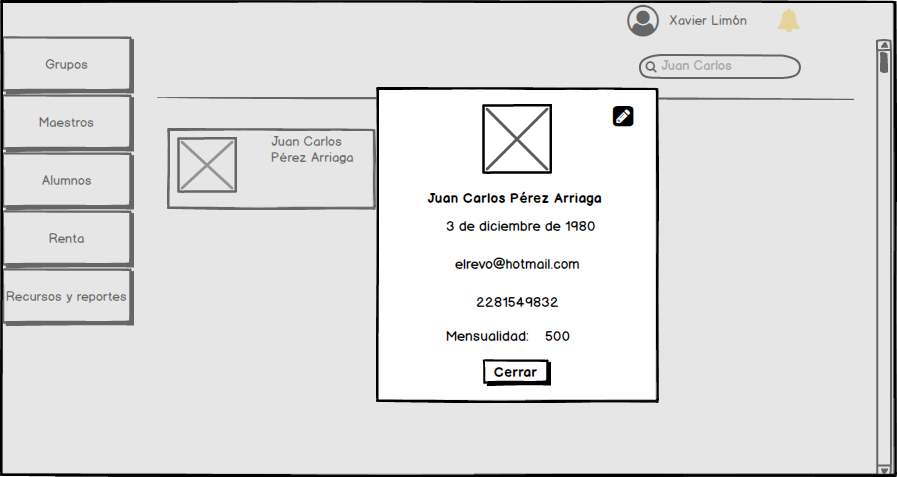 Xavier Limón
Grupos
Juan Carlos
Maestros
Alumnos
Renta
Recursos y reportes
Juan Carlos
Pérez Arriaga
Juan Carlos Pérez Arriaga
3 de diciembre de 1980
elrevo@hotmail.com
2281549832
Mensualidad: 500
Cerrar